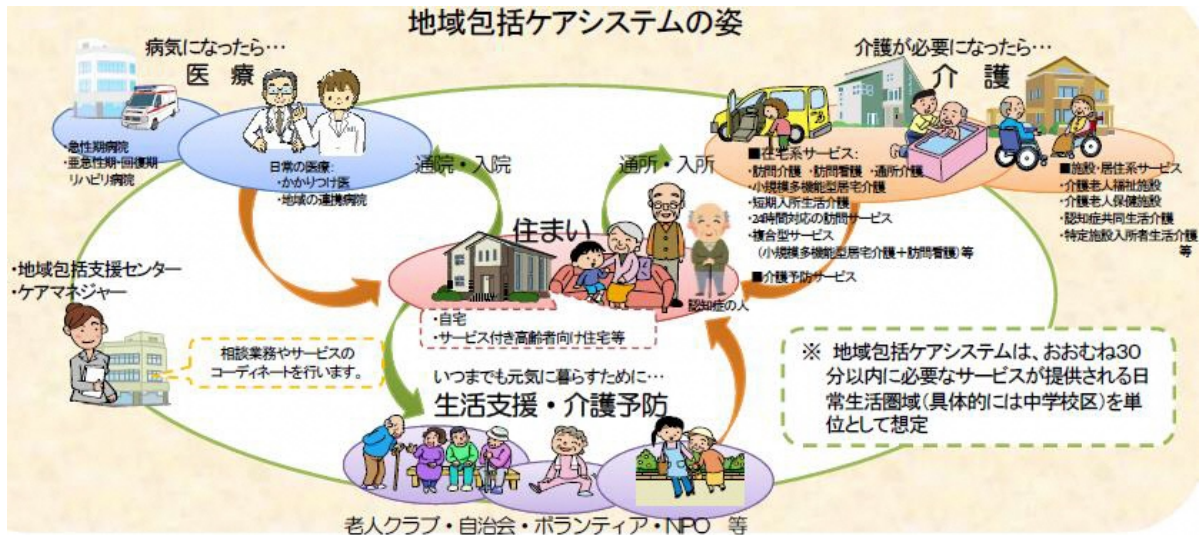 地域包括ケアシステムの姿
病気になったら…
医 療
・急性期病院
・亜急性期・回復期
リハビリ病院
日常の医療:
・かかりつけ医
・地域の連携病院
通院・入院
通所・入所
介護が必要になったら…
介 護
■在宅系サービス:
・訪問介護 ・訪問看護 ・通所介護
・小規模多機能型居宅介護
・短期入所生活介護
・24時間対応の訪問サービス
・複合型サービス
(小規模多機能型居宅介護+訪問看護)等
■介護予防サービス
■施設・居住系サービス
・介護老人福祉施設
・介護老人保健施設
・認知症共同生活介護
・特定施設入所者生活介護
等
住まい
認知症の人
・自宅
・サービス付き高齢者向け住宅等
・地域包括支援センター
・ケアマネジャー
相談業務やサービスの
コーディネートを行います。
いつまでも元気に暮らすために…
生活支援・介護予防
老人クラブ・自治会・ボランティア・NPO 等
※ 地域包括ケアシステムは、おおむね30
分以内に必要なサービスが提供される日
常生活圏域(具体的には中学校区)を単
位として想定